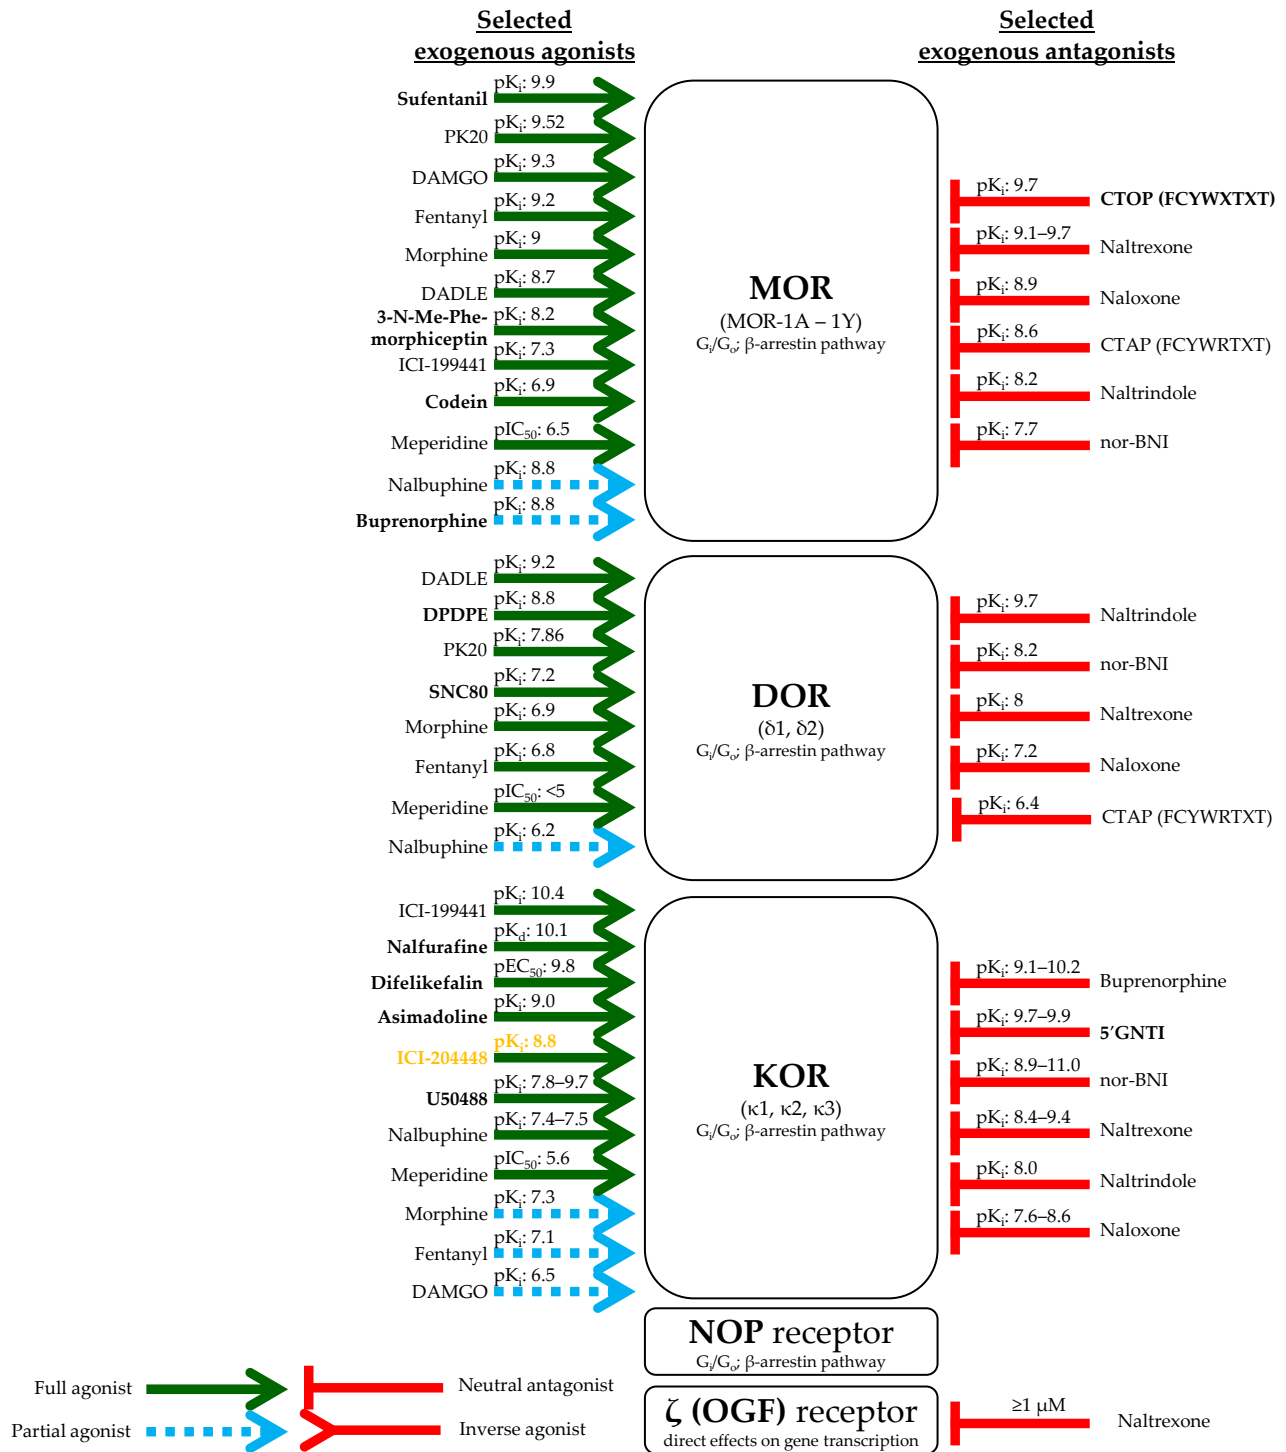 Selected
exogenous agonists
Selected
exogenous antagonists
Sufentanil pKi: 9.9
PK20 pKi: 9.52
DAMGO pKi: 9.3
Fentanyl pKi: 9.2
Morphine pKi: 9
DADLE pKi: 8.7
3-N-Me-Phe-
morphiceptin pKi: 8.2
ICI-199441 pKi: 7.3
Codein pKi: 6.9
Meperidine pIC50: 6.5
Nalbuphine pKi: 8.8
Buprenorphine pKi: 8.8
MOR
(MOR-1A – 1Y)
Gi/Go; β-arrestin pathway
pKi: 9.7 CTOP (FCYWXTXT)
pKi: 9.1–9.7 Naltrexone
pKi: 8.9 Naloxone
pKi: 8.6 CTAP (FCYWRTXT)
pKi: 8.2 Naltrindole
pKi: 7.7 nor-BNI
DADLE pKi: 9.2
DPDPE pKi: 8.8
PK20 pKi: 7.86
SNC80 pKi: 7.2
Morphine pKi: 6.9
Fentanyl pKi: 6.8
Meperidine pIC50: <5
Nalbuphine pKi: 6.2
DOR
(δ1, δ2)
Gi/Go; β-arrestin pathway
pKi: 9.7 Naltrindole
pKi: 8.2 nor-BNI
pKi: 8 Naltrexone
pKi: 7.2 Naloxone
pKi: 6.4 CTAP (FCYWRTXT)
ICI-199441 pKi: 10.4
Nalfurafine pKd: 10.1
Difelikefalin pEC50: 9.8
Asimadoline pKi: 9.0
ICI-204448 pKi: 8.8
U50488 pKi: 7.8–9.7
Nalbuphine pKi: 7.4–7.5
Meperidine pIC50: 5.6
Morphine pKi: 7.3
Fentanyl pKi: 7.1
DAMGO pKi: 6.5
KOR
(κ1, κ2, κ3)
Gi/Go; β-arrestin pathway
pKi: 9.1–10.2 Buprenorphine
pKi: 9.7–9.9 5′GNTI
pKi: 8.9–11.0 nor-BNI
pKi: 8.4–9.4 Naltrexone
pKi: 8.0 Naltrindole
pKi: 7.6–8.6 Naloxone
NOP receptor
Gi/Go; β-arrestin pathway
ζ (OGF) receptor
direct effects on gene transcription
≥1 μM Naltrexone
Full agonist
Neutral antagonist
Partial agonist
Inverse agonist